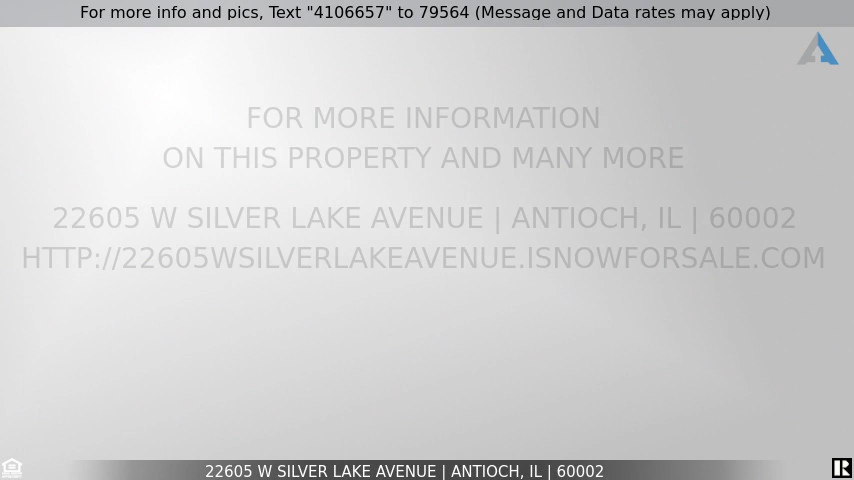 For more info and pics, Text "4106657" to 79564 (Message and Data rates may apply)
FOR MORE INFORMATION
ON THIS PROPERTY AND MANY MORE
22605 W SILVER LAKE AVENUE | ANTIOCH, IL | 60002
HTTP://22605WSILVERLAKEAVENUE.ISNOWFORSALE.COM
22605 W SILVER LAKE AVENUE | ANTIOCH, IL | 60002